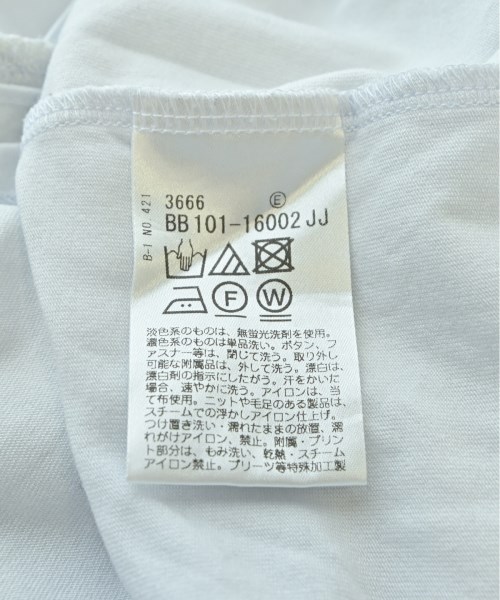 B-1 NO 421
3666 Ⓔ
BB101-16002JJ
F W
淡色系のものは、無蛍光洗剤を使用。
濃色系のものは単品洗い。ボタン、フ
ァスナー等は、閉じて洗う。取り外し
可能な附属品は、外して洗う。漂白は、
漂白剤の指示にしたがう。汗をかいた
場合、速やかに洗う。アイロンは、当
て布使用。ニットや毛足のある製品は、
スチームでの浮かしアイロン仕上げ。
つけ置き洗い・濡れたままの放置、濡
れがけアイロン、禁止。附属・プリン
ト部分は、もみ洗い、乾熱・スチーム
アイロン禁止。プリーツ等特殊加工製